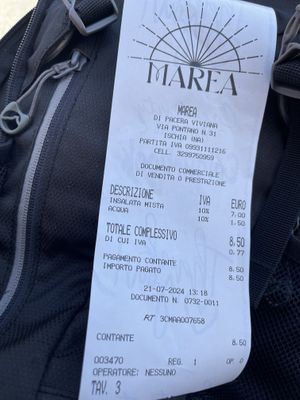 MAREA
MAREA
DI PACERA VIVIANA
VIA PONTANO N.31
ISCHIA (NA)
PARTITA IVA 09931111216
CELL. 3299750959
DOCUMENTO COMMERCIALE
DI VENDITA O PRESTAZIONE
DESCRIZIONE IVA EURO
INSALATA MISTA 10% 7.00
ACQUA 10% 1.50
TOTALE COMPLESSIVO 8.50
DI CUI IVA 0.77
PAGAMENTO CONTANTE 8.50
IMPORTO PAGATO 8.50
21-07-2024 13:18
DOCUMENTO N. 0732-0011
RT 3CMAA007658
CONTANTE 8.50
003470 REG. 1 OP. 0
OPERATORE: NESSUNO
TAV. 3